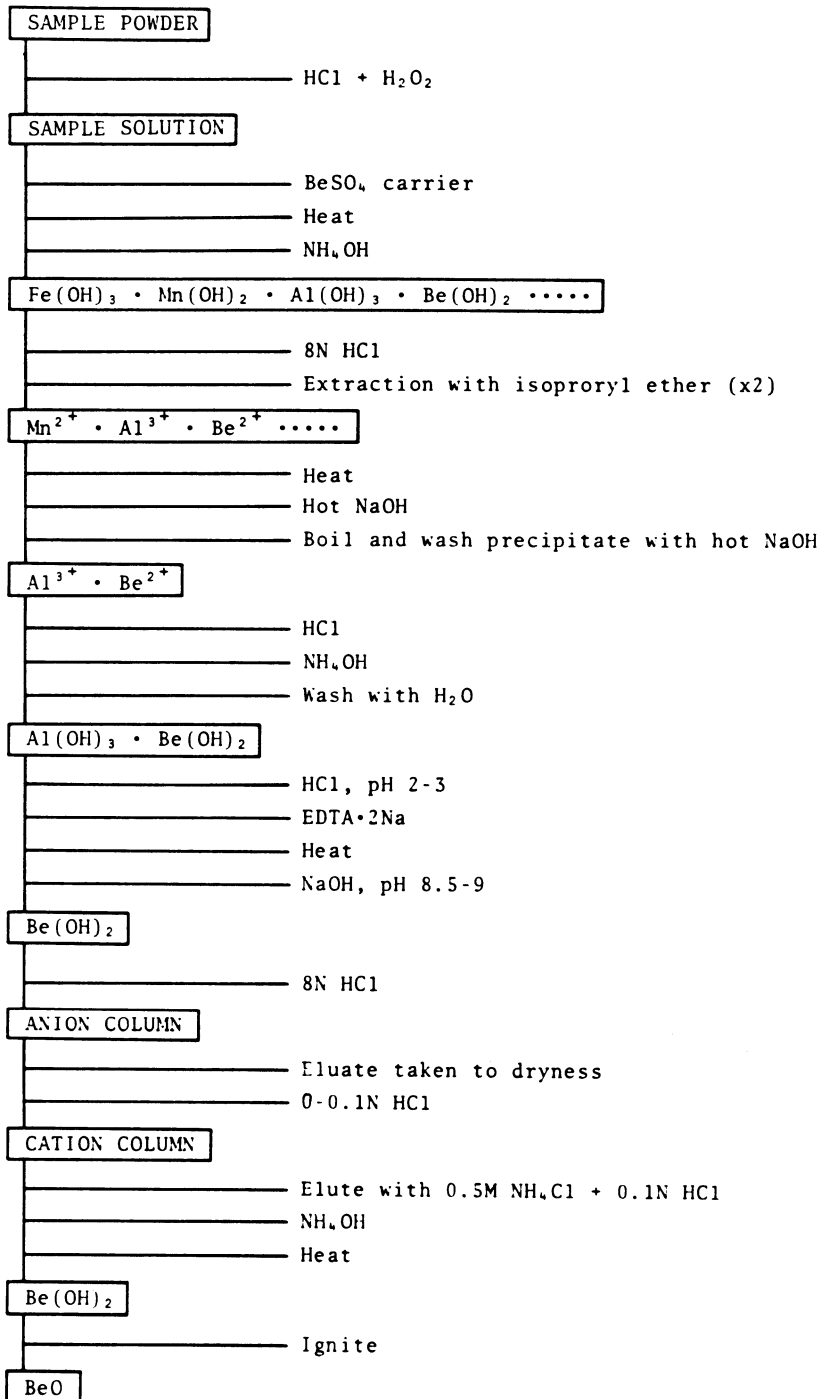 SAMPLE POWDER
HCl + H₂O₂
SAMPLE SOLUTION
BeSO₄ carrier
Heat
NH₄OH
Fe(OH)₃ • Mn(OH)₂ • Al(OH)₃ • Be(OH)₂ •••••
8N HCl
Extraction with isoproryl ether (x2)
Mn²⁺ • Al³⁺ • Be²⁺ •••••
Heat
Hot NaOH
Boil and wash precipitate with hot NaOH
Al³⁺ • Be²⁺
HCl
NH₄OH
Wash with H₂O
Al(OH)₃ • Be(OH)₂
HCl, pH 2-3
EDTA•2Na
Heat
NaOH, pH 8.5-9
Be(OH)₂
8N HCl
ANION COLUMN
Eluate taken to dryness
0-0.1N HCl
CATION COLUMN
Elute with 0.5M NH₄Cl + 0.1N HCl
NH₄OH
Heat
Be(OH)₂
Ignite
BeO